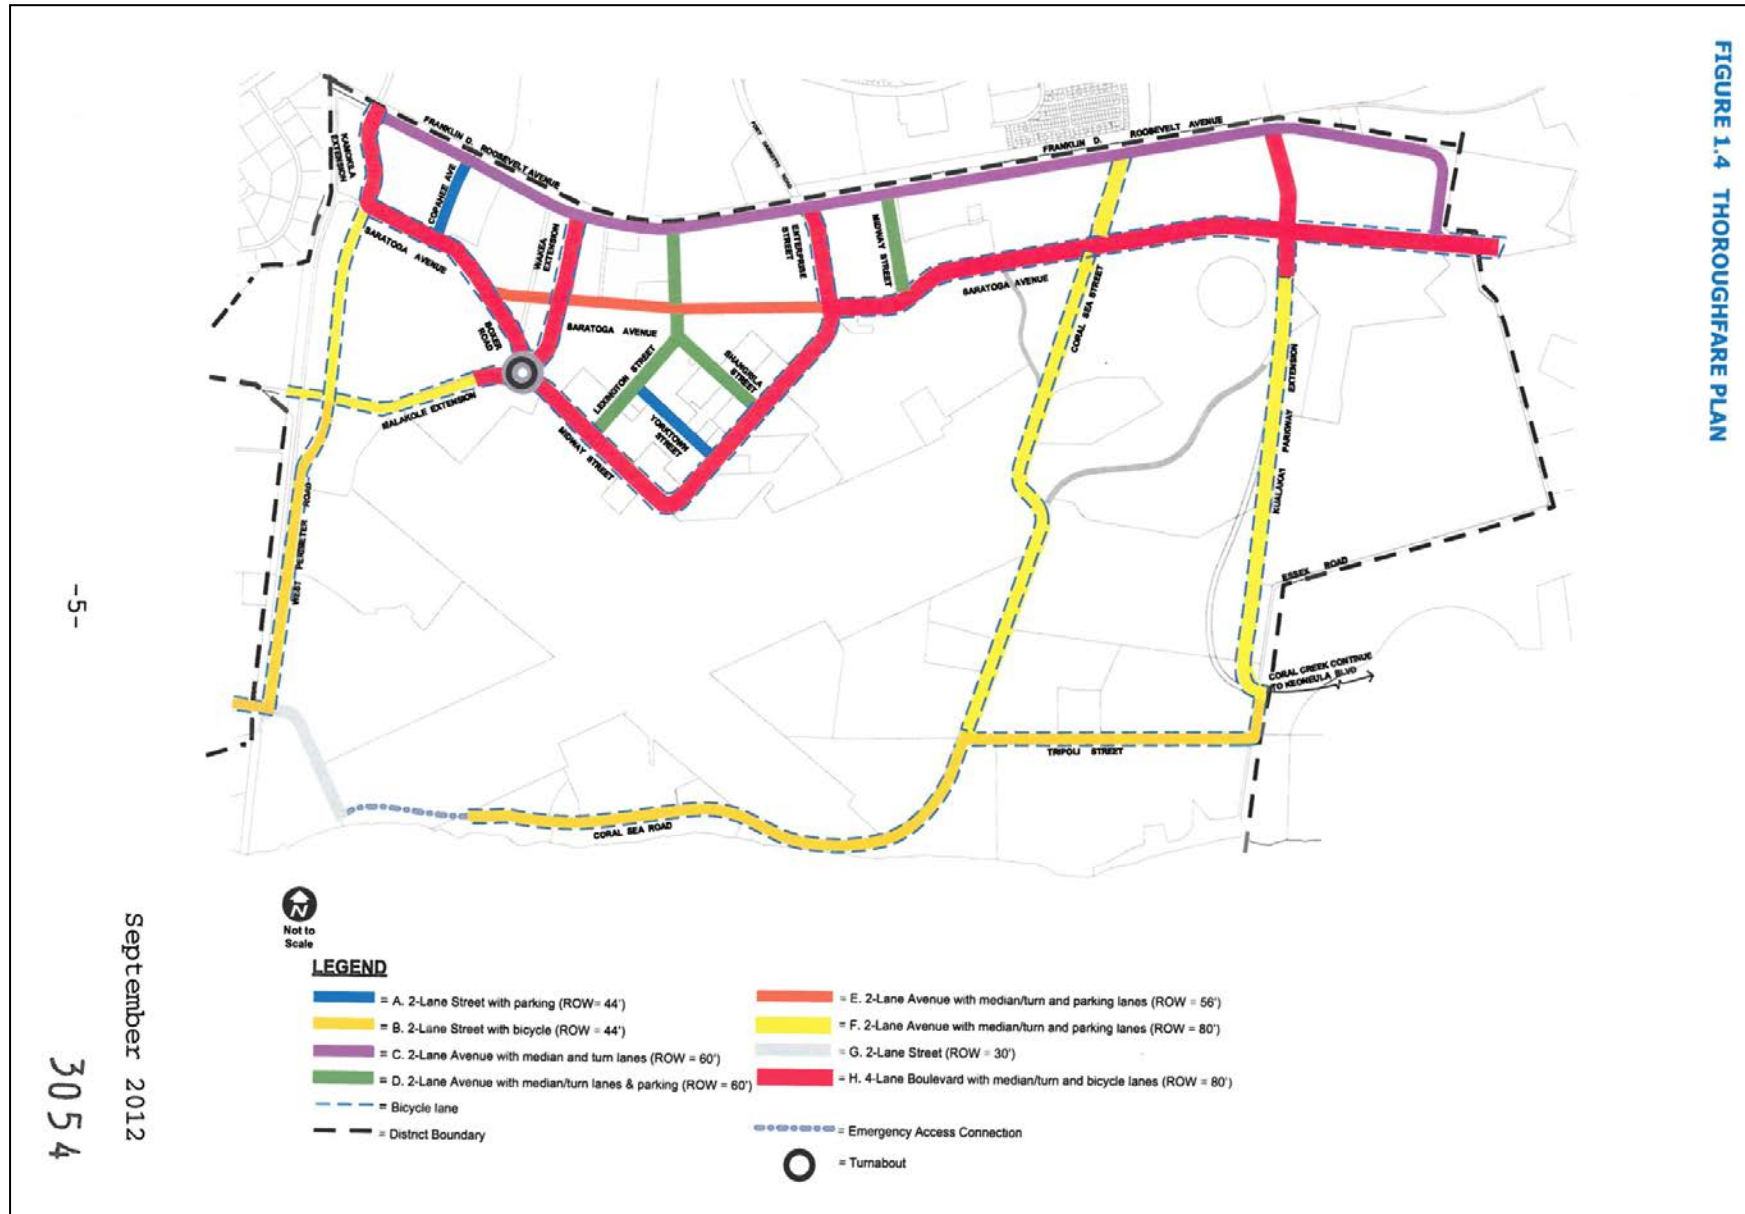 FIGURE 1.4 THOROUGHFARE PLAN
KAMOKILA
EXTENSION
FRANKLIN D. ROOSEVELT AVENUE
COPAHEE AVE
SARATOGA AVENUE
WAKEA
EXTENSION
FORT BARRETTE ROAD
ENTERPRISE
STREET
MIDWAY STREET
FRANKLIN D. ROOSEVELT AVENUE
SARATOGA AVENUE
BOXER
ROAD
SARATOGA AVENUE
LEXINGTON STREET
SHANGRILA
STREET
YORKTOWN
STREET
MALAKOLE EXTENSION
MIDWAY STREET
CORAL SEA STREET
KUALAKAI PARKWAY EXTENSION
WEST PERIMETER ROAD
ESSEX ROAD
CORAL CREEK CONTINUE
TO KEONEULA BLVD
TRIPOLI STREET
CORAL SEA ROAD
N
Not to
Scale
LEGEND
= A. 2-Lane Street with parking (ROW= 44')
= B. 2-Lane Street with bicycle (ROW = 44')
= C. 2-Lane Avenue with median and turn lanes (ROW = 60')
= D. 2-Lane Avenue with median/turn lanes & parking (ROW = 60')
= Bicycle lane
= District Boundary
= E. 2-Lane Avenue with median/turn and parking lanes (ROW = 56')
= F. 2-Lane Avenue with median/turn and parking lanes (ROW = 80')
= G. 2-Lane Street (ROW = 30')
= H. 4-Lane Boulevard with median/turn and bicycle lanes (ROW = 80')
= Emergency Access Connection
= Turnabout
-5-
September 2012
3054